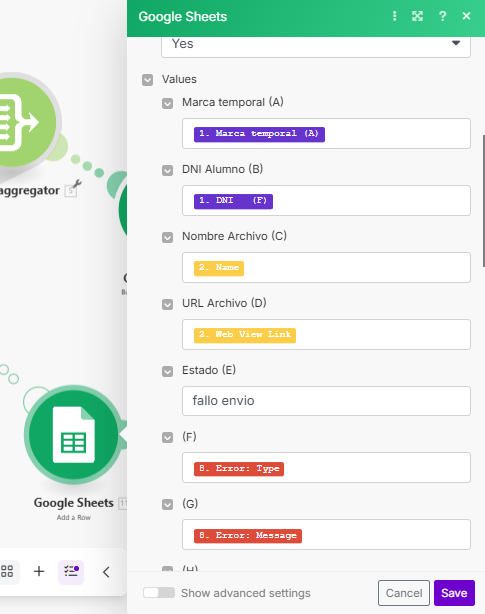 Google Sheets
Yes
Values
Marca temporal (A)
1. Marca temporal (A)
DNI Alumno (B)
1. DNI (F)
Nombre Archivo (C)
2. Name
URL Archivo (D)
2. Web View Link
Estado (E)
fallo envio
(F)
8. Error: Type
(G)
8. Error: Message
(H)
Show advanced settings
Cancel
Save
aggregator
5
Google Sheets
11
Add a Row